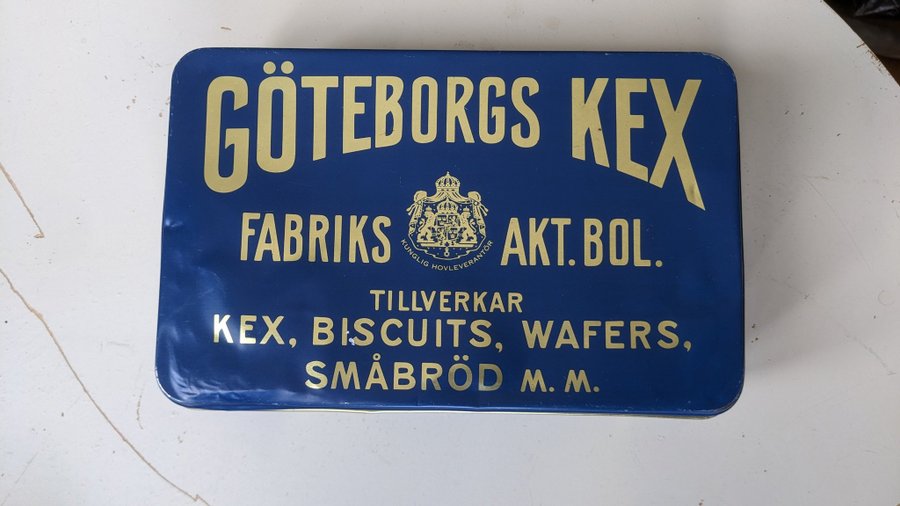 GÖTEBORGS KEX
FABRIKS AKT. BOL.
KUNGLIG HOVLEVERANTÖR
TILLVERKAR
KEX, BISCUITS, WAFERS,
SMÅBRÖD M. M.